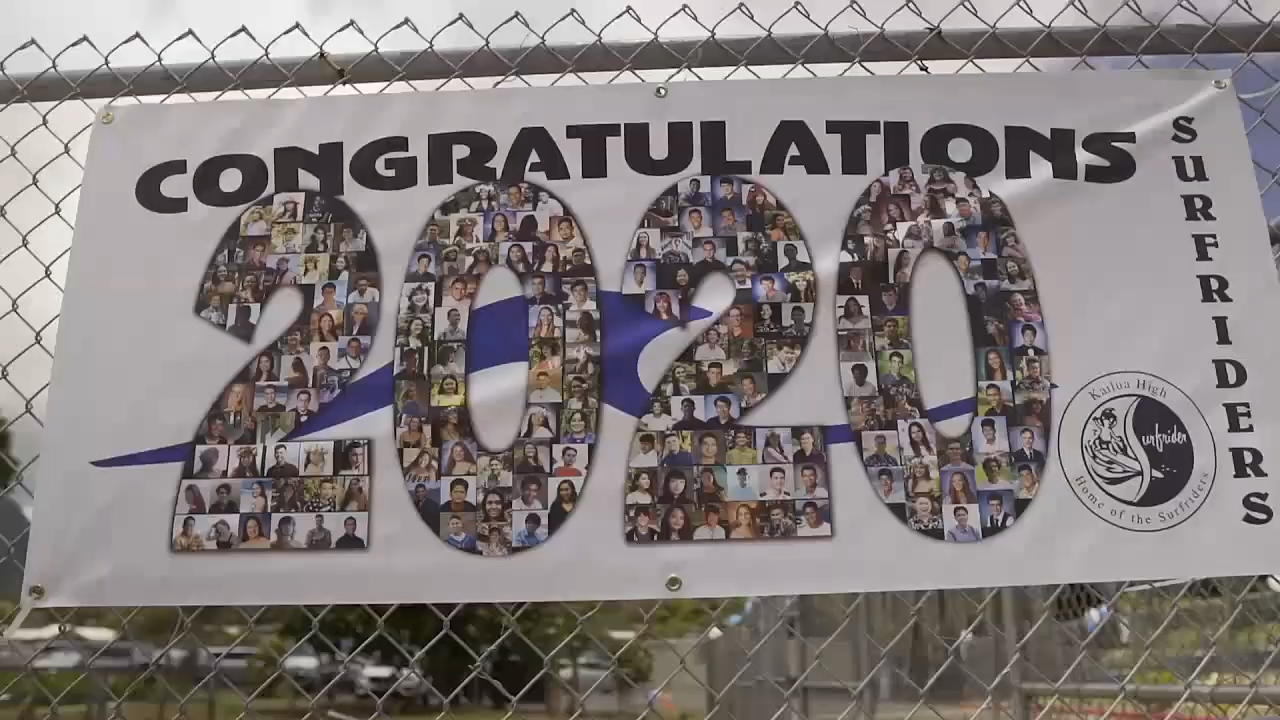 CONGRATULATIONS
2020
SURFRIDERS
Kailua High
Surfrider
Home of the Surfriders